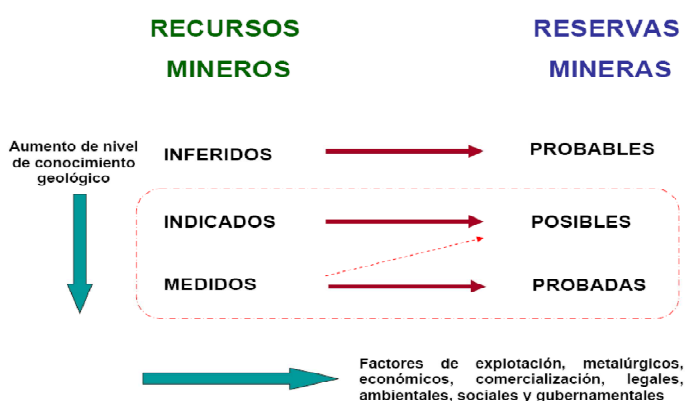 RECURSOS
MINEROS
RESERVAS
MINERAS
Aumento de nivel
de conocimiento
geológico
INFERIDOS
PROBABLES
INDICADOS
POSIBLES
MEDIDOS
PROBADAS
Factores de explotación, metalúrgicos,
económicos, comercialización, legales,
ambientales, sociales y gubernamentales